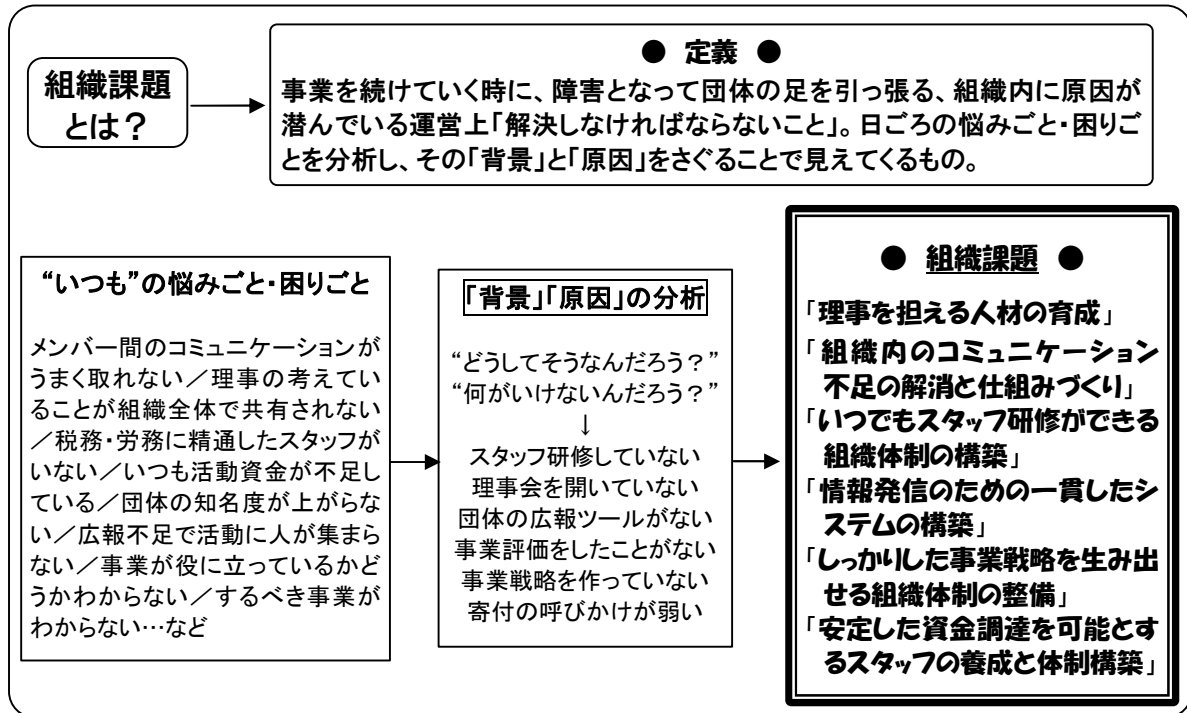 組織課題
とは？
● 定義 ●
事業を続けていく時に、障害となって団体の足を引っ張る、組織内に原因が
潜んでいる運営上「解決しなければならないこと」。日ごろの悩みごと・困りご
とを分析し、その「背景」と「原因」をさぐることで見えてくるもの。
“いつも”の悩みごと・困りごと
メンバー間のコミュニケーションが
うまく取れない／理事の考えてい
ることが組織全体で共有されない
／税務・労務に精通したスタッフが
いない／いつも活動資金が不足し
ている／団体の知名度が上がらな
い／広報不足で活動に人が集まら
ない／事業が役に立っているかど
うかわからない／するべき事業が
わからない…など
「背景」「原因」の分析
“どうしてそうなんだろう？”
“何がいけないんだろう？”
↓
スタッフ研修していない
理事会を開いていない
団体の広報ツールがない
事業評価をしたことがない
事業戦略を作っていない
寄付の呼びかけが弱い
● 組織課題 ●
「理事を担える人材の育成」
「組織内のコミュニケーション
不足の解消と仕組みづくり」
「いつでもスタッフ研修ができる
組織体制の構築」
「情報発信のための一貫したシ
ステムの構築」
「しっかりした事業戦略を生み出
せる組織体制の整備」
「安定した資金調達を可能とす
るスタッフの養成と体制構築」